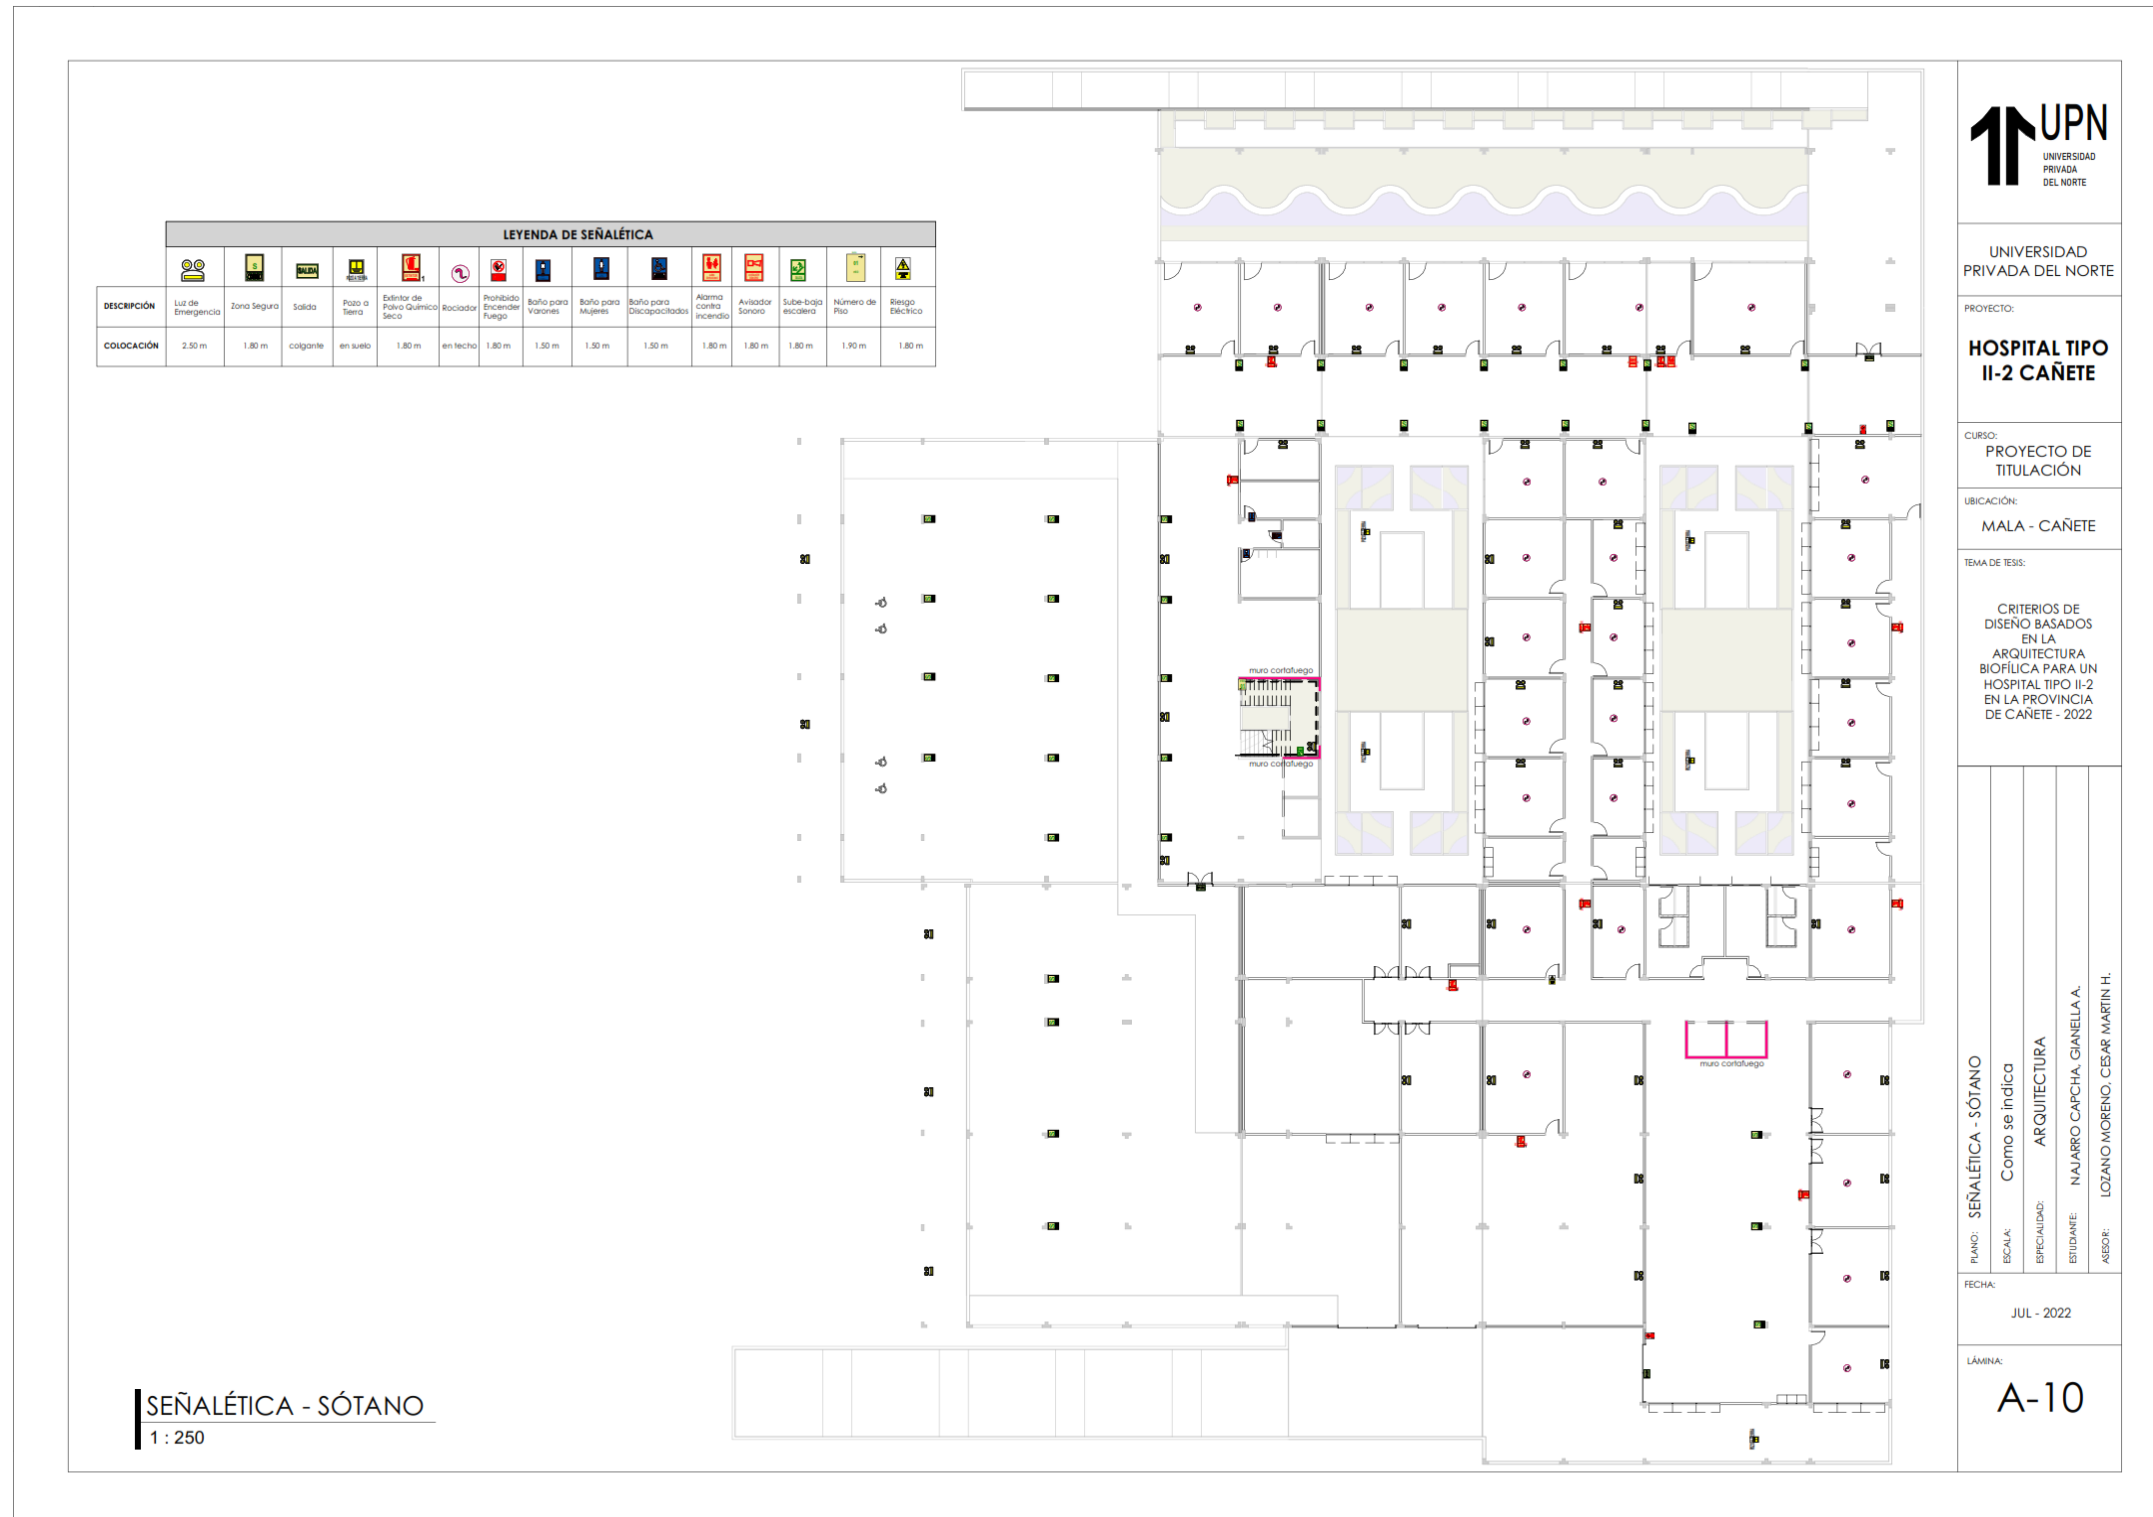 LEYENDA DE SEÑALÉTICA
SALIDA
DESCRIPCIÓN
Luz de
Emergencia
Zona Segura
Salida
Pozo a
Tierra
Extintor de
Polvo Químico
Seco
Rociador
Prohibido
Encender
Fuego
Baño para
Varones
Baño para
Mujeres
Baño para
Discapacitados
Alarma
contra
incendio
Avisador
Sonoro
Sube-baja
escalera
Número de
Piso
Riesgo
Eléctrico
COLOCACIÓN
2.50 m
1.80 m
colgante
en suelo
1.80 m
en techo
1.80 m
1.50 m
1.50 m
1.50 m
1.80 m
1.80 m
1.80 m
1.90 m
1.80 m
muro cortafuego
muro cortafuego
muro cortafuego
SEÑALÉTICA - SÓTANO
1 : 250
UPN
UNIVERSIDAD
PRIVADA
DEL NORTE
UNIVERSIDAD
PRIVADA DEL NORTE
PROYECTO:
HOSPITAL TIPO
II-2 CAÑETE
CURSO:
PROYECTO DE
TITULACIÓN
UBICACIÓN:
MALA - CAÑETE
TEMA DE TESIS:
CRITERIOS DE
DISEÑO BASADOS
EN LA
ARQUITECTURA
BIOFÍLICA PARA UN
HOSPITAL TIPO II-2
EN LA PROVINCIA
DE CAÑETE - 2022
PLANO: SEÑALÉTICA - SÓTANO
ESCALA: Como se indica
ESPECIALIDAD: ARQUITECTURA
ESTUDIANTE: NAJARRO CAPCHA, GIANELLA A.
ASESOR: LOZANO MORENO, CESAR MARTIN H.
FECHA:
JUL - 2022
LÁMINA:
A-10